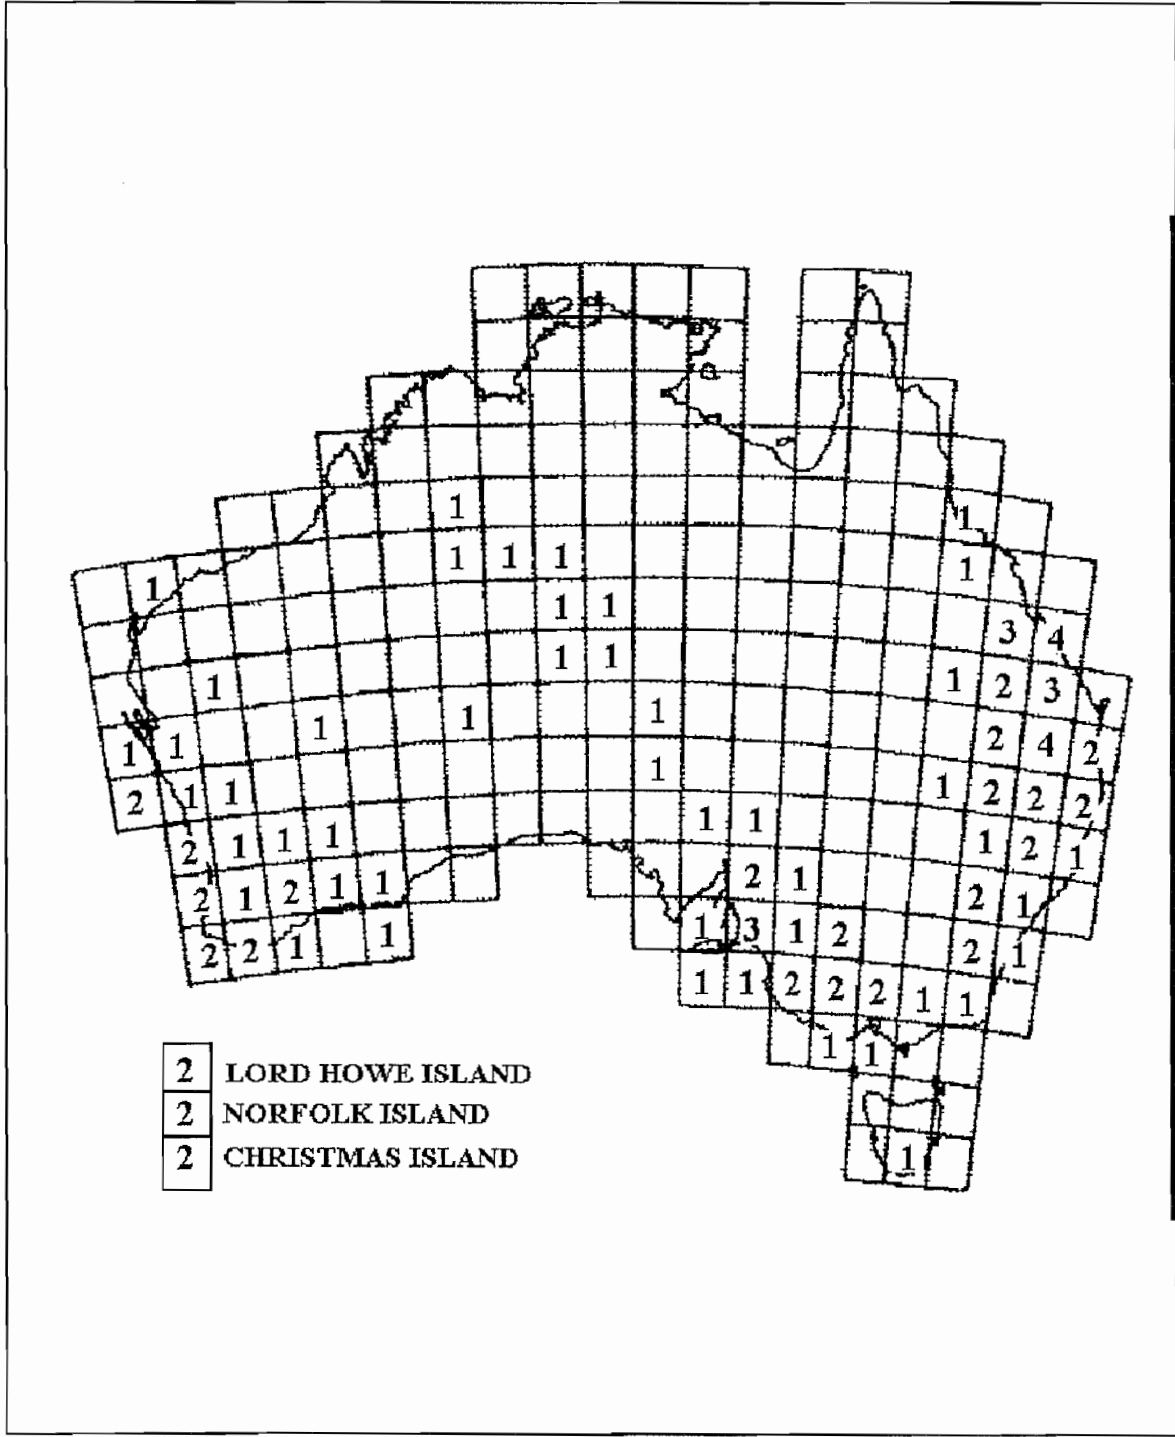 1
1
1 1 1 1
1
1 1
3 4
1 1
1 1 2 3
1 1 1 1
1 1 2 4 2
2 1 1 1 1 2 2 2
2 1 1 1 1 1 1 2 1
2 1 2 1 1 2 1 2 1
2 2 1 1 1 3 1 2 2 1
1 1 2 2 2 1 1
1 1
2 LORD HOWE ISLAND
2 NORFOLK ISLAND
2 CHRISTMAS ISLAND
1